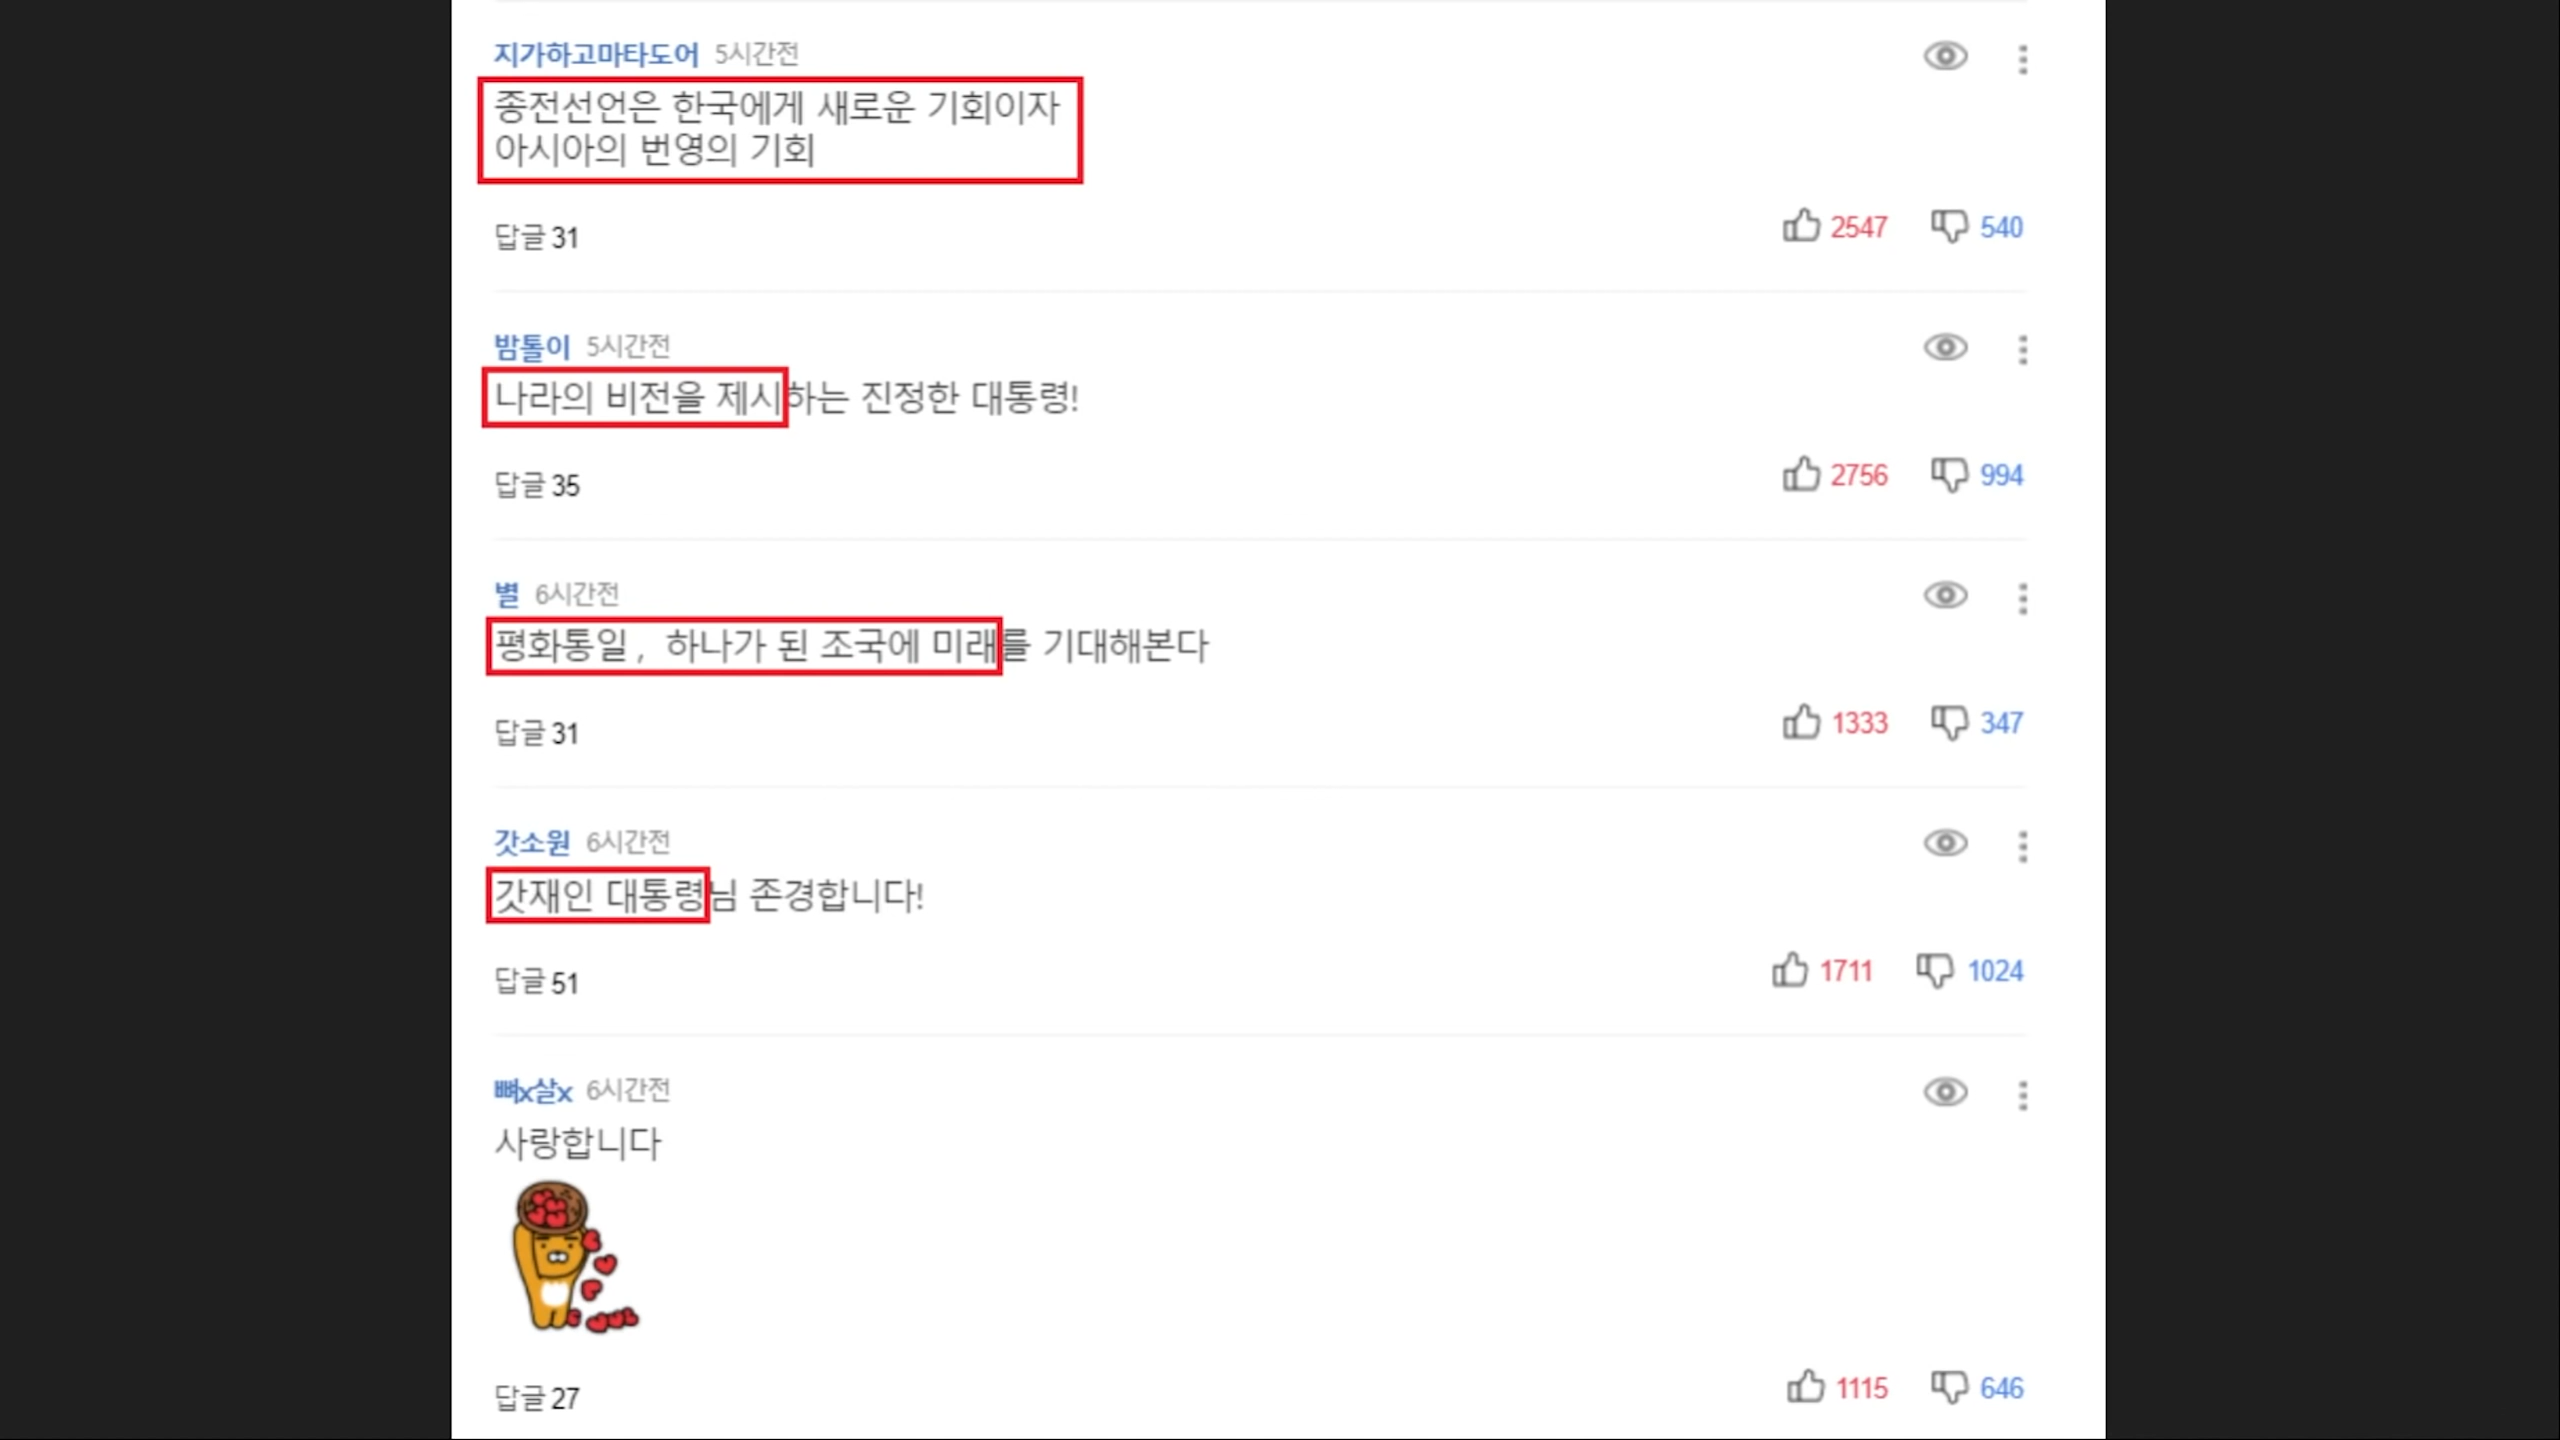 지가하고마타도어 5시간전
종전선언은 한국에게 새로운 기회이자
아시아의 번영의 기회
답글 31 2547 540
밤톨이 5시간전
나라의 비전을 제시하는 진정한 대통령!
답글 35 2756 994
별 6시간전
평화통일 , 하나가 된 조국에 미래를 기대해본다
답글 31 1333 347
갓소원 6시간전
갓재인 대통령님 존경합니다!
답글 51 1711 1024
뼈x살x 6시간전
사랑합니다
답글 27 1115 646